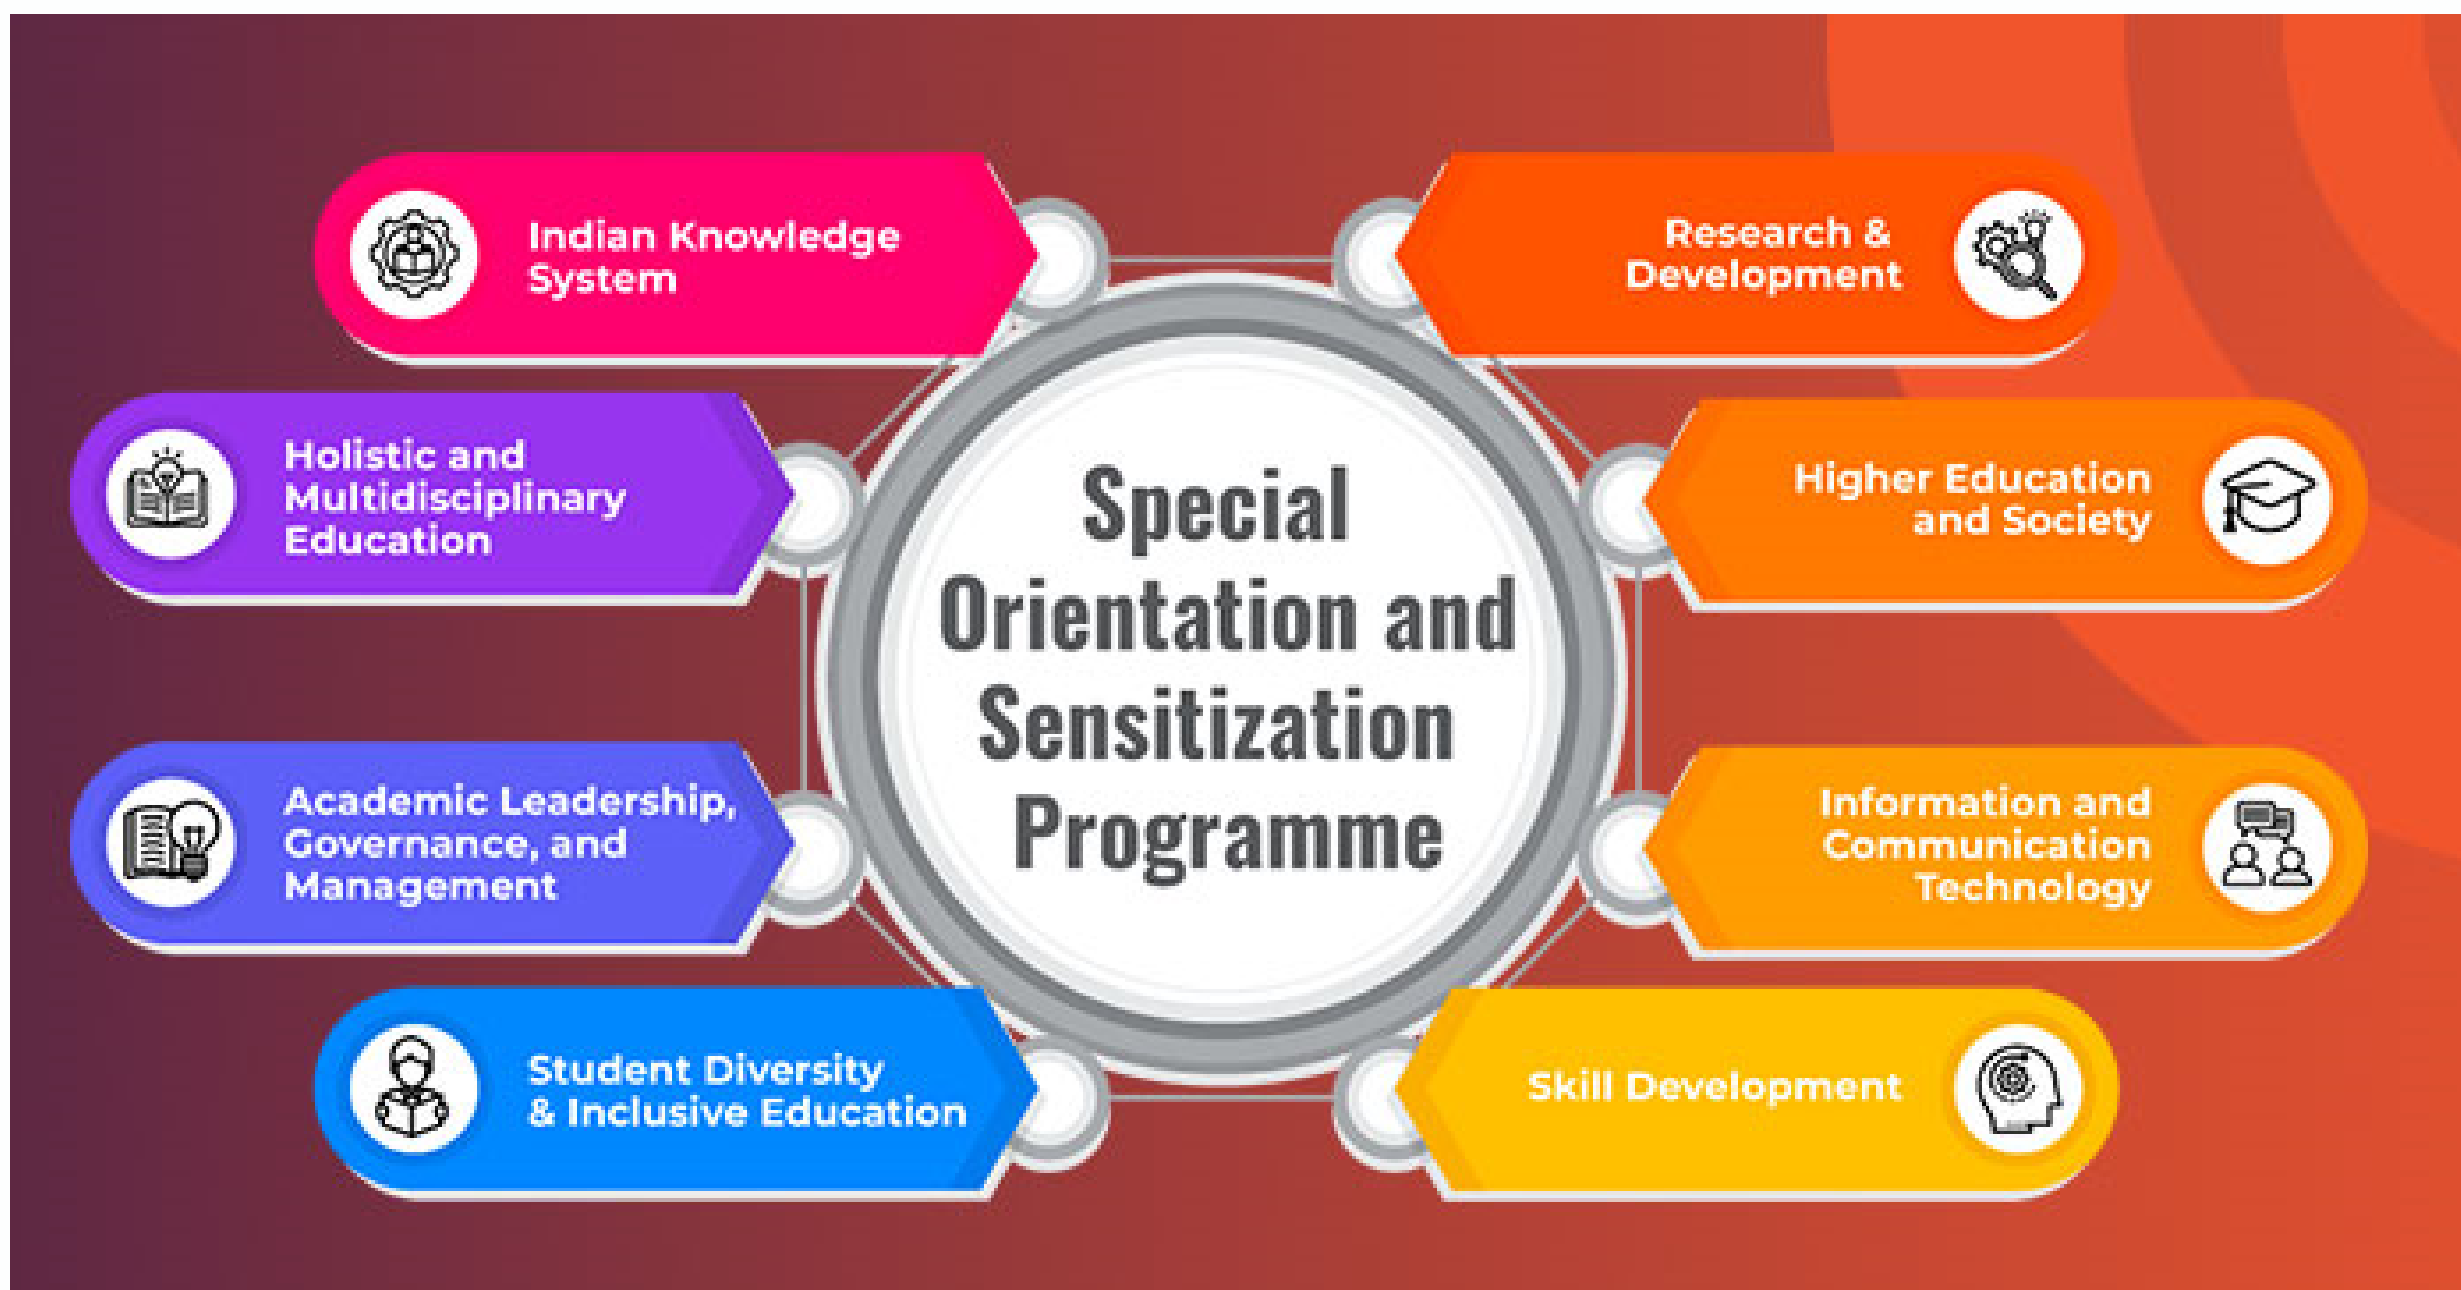 Indian Knowledge
System
Holistic and
Multidisciplinary
Education
Academic Leadership,
Governance, and
Management
Student Diversity
& Inclusive Education
Special
Orientation and
Sensitization
Programme
Research &
Development
Higher Education
and Society
Information and
Communication
Technology
Skill Development